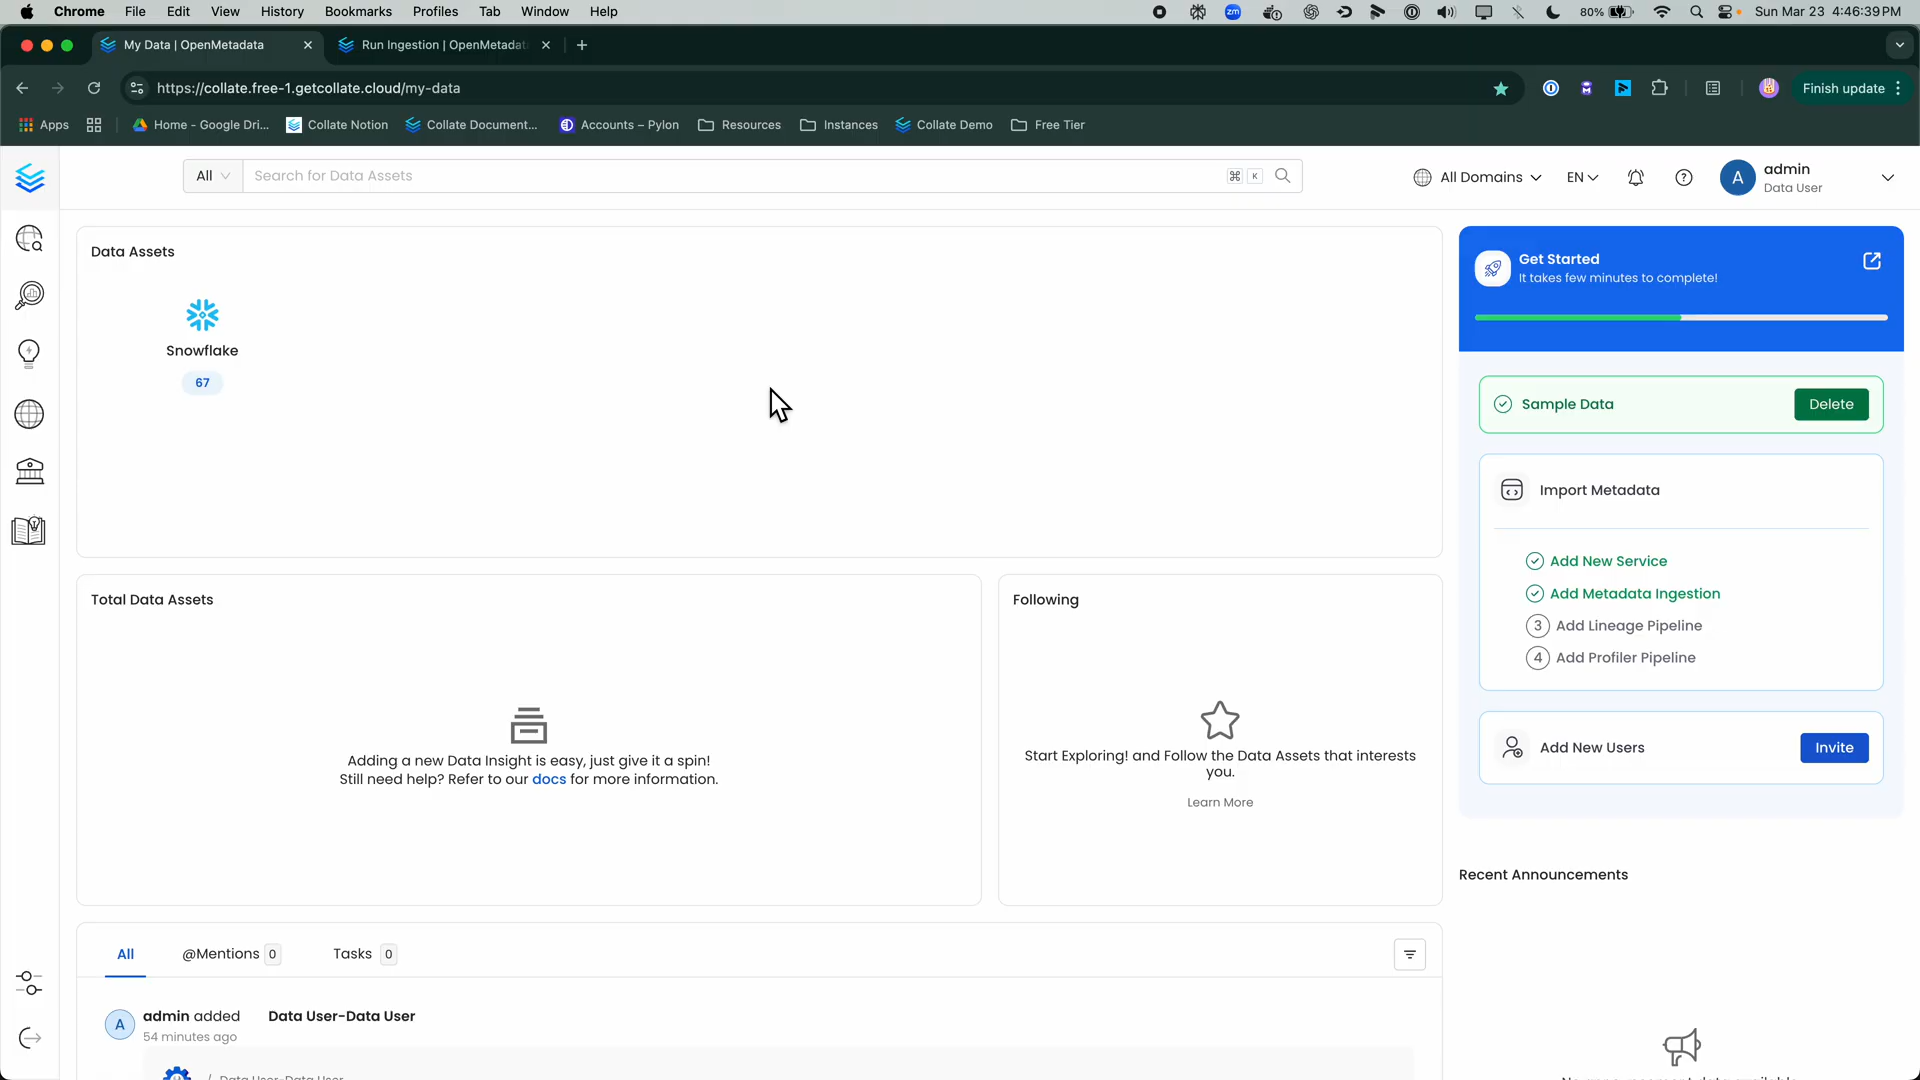 Chrome File Edit View History Bookmarks Profiles Tab Window Help
80% Sun Mar 23 4:46:39 PM
My Data | OpenMetadata
Run Ingestion | OpenMetadat
https://collate.free-1.getcollate.cloud/my-data
Finish update
Apps
Home - Google Dri...
Collate Notion
Collate Document...
Accounts – Pylon
Resources
Instances
Collate Demo
Free Tier
All
Search for Data Assets
⌘ K
All Domains
EN
A
admin
Data User
Data Assets
Snowflake
67
Get Started
It takes few minutes to complete!
Sample Data
Delete
Import Metadata
Add New Service
Add Metadata Ingestion
3 Add Lineage Pipeline
4 Add Profiler Pipeline
Add New Users
Invite
Total Data Assets
Adding a new Data Insight is easy, just give it a spin!
Still need help? Refer to our docs for more information.
Following
Start Exploring! and Follow the Data Assets that interests
you.
Learn More
Recent Announcements
All
@Mentions 0
Tasks 0
A
admin added Data User-Data User
54 minutes ago
/ Data User-Data User